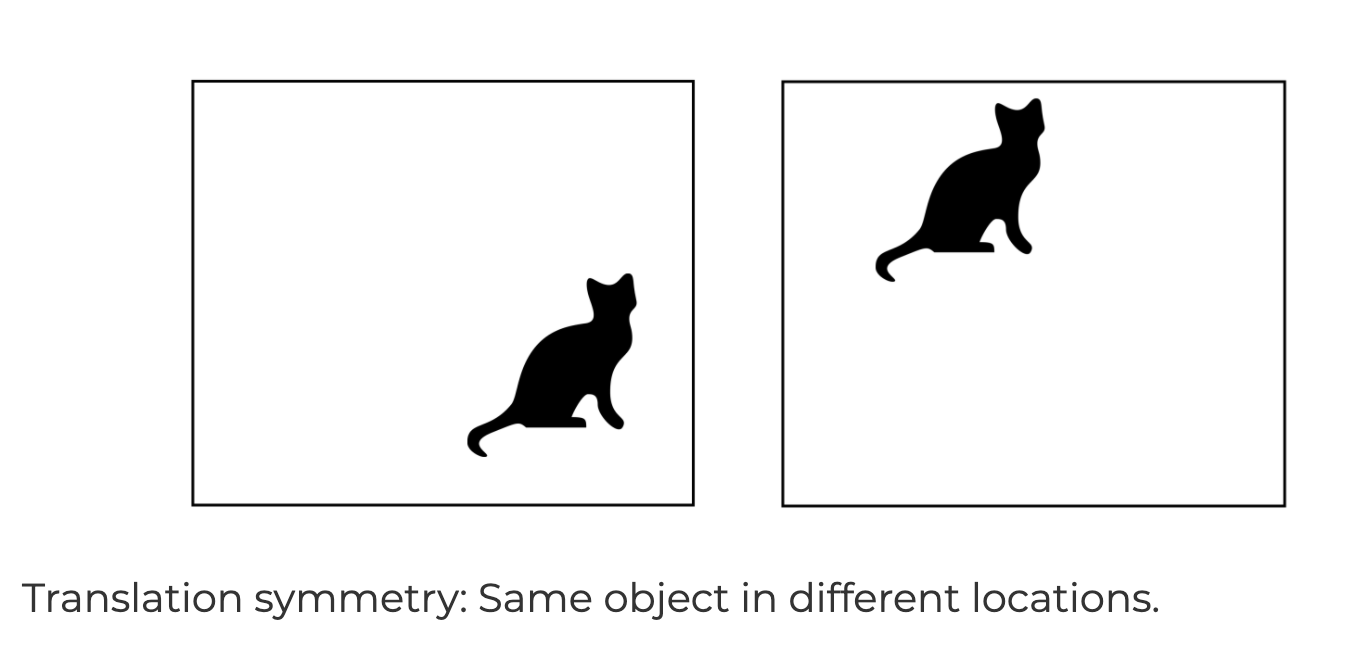 Translation symmetry: Same object in different locations.